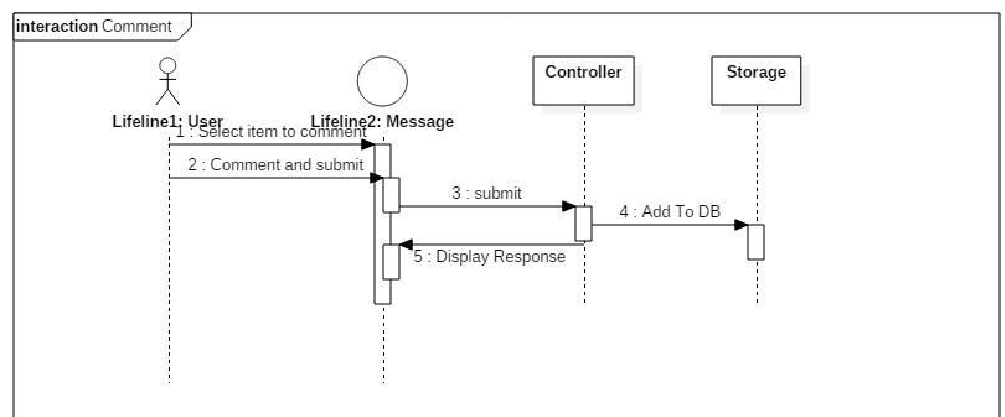 interaction Comment
Controller
Storage
Lifeline1: User
Lifeline2: Message
1 : Select item to comment
2 : Comment and submit
3 : submit
4 : Add To DB
5 : Display Response